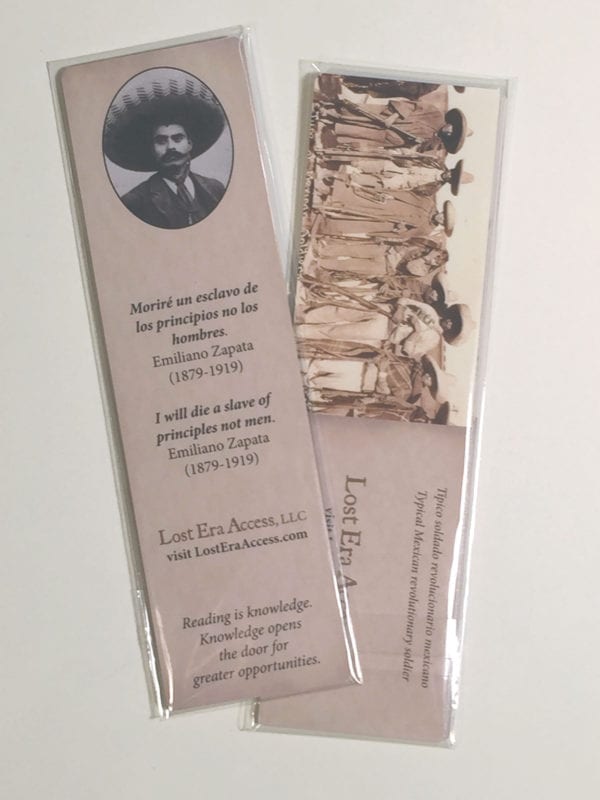 Moriré un esclavo de
los principios no los
hombres.
Emiliano Zapata
(1879-1919)
I will die a slave of
principles not men.
Emiliano Zapata
(1879-1919)
Lost Era Access, LLC
visit LostEraAccess.com
Reading is knowledge.
Knowledge opens
the door for
greater opportunities.
Típico soldado revolucionario mexicano
Typical Mexican revolutionary soldier
Lost Era
visit